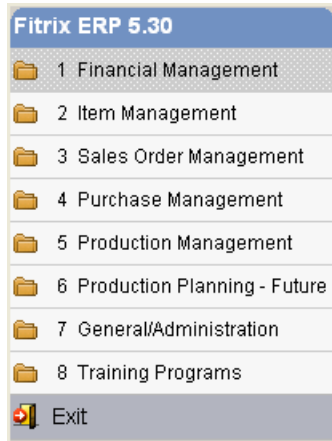 Fitrix ERP 5.30
1 Financial Management
2 Item Management
3 Sales Order Management
4 Purchase Management
5 Production Management
6 Production Planning - Future
7 General/Administration
8 Training Programs
Exit